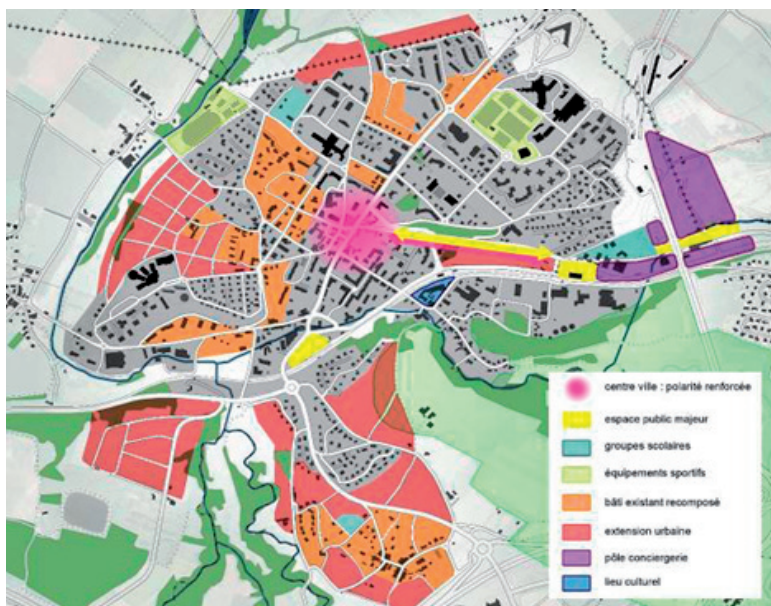 centre ville : polarité renforcée
espace public majeur
groupes scolaires
équipements sportifs
bâti existant recomposé
extension urbaine
pôle conciergerie
lieu culturel